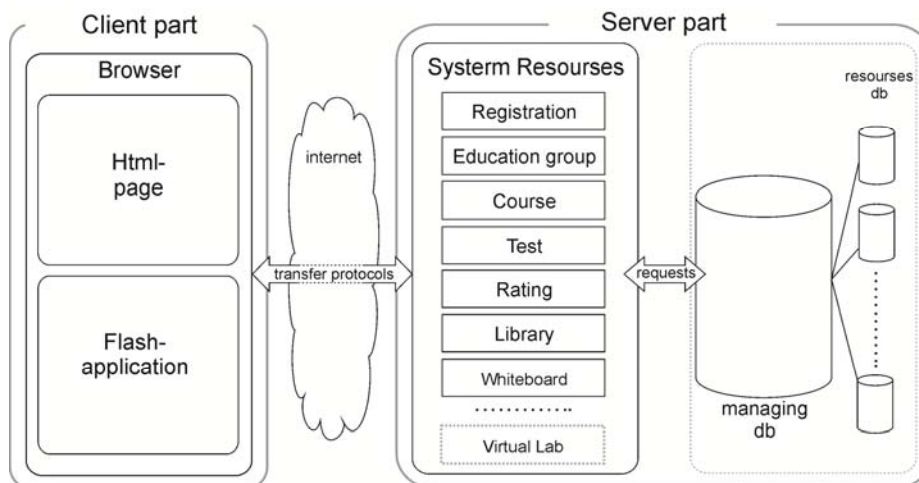 Client part
Browser
Html-
page
Flash-
application
internet
transfer protocols
Server part
Systerm Resourses
Registration
Education group
Course
Test
Rating
Library
Whiteboard
Virtual Lab
requests
managing
db
resourses
db